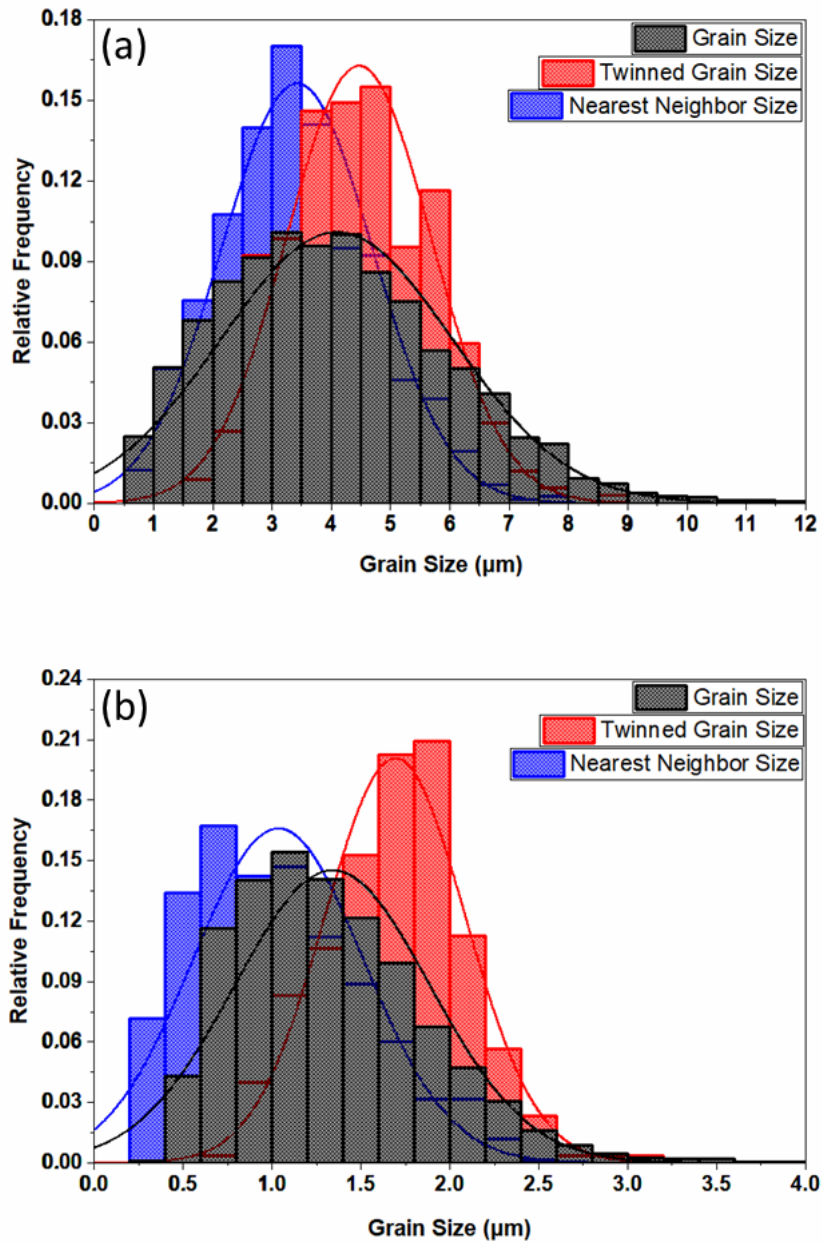 (a)
Grain Size
Twinned Grain Size
Nearest Neighbor Size
Relative Frequency
0.18
0.15
0.12
0.09
0.06
0.03
0.00
0 1 2 3 4 5 6 7 8 9 10 11 12
Grain Size (µm)
(b)
Grain Size
Twinned Grain Size
Nearest Neighbor Size
Relative Frequency
0.24
0.21
0.18
0.15
0.12
0.09
0.06
0.03
0.00
0.0 0.5 1.0 1.5 2.0 2.5 3.0 3.5 4.0
Grain Size (µm)